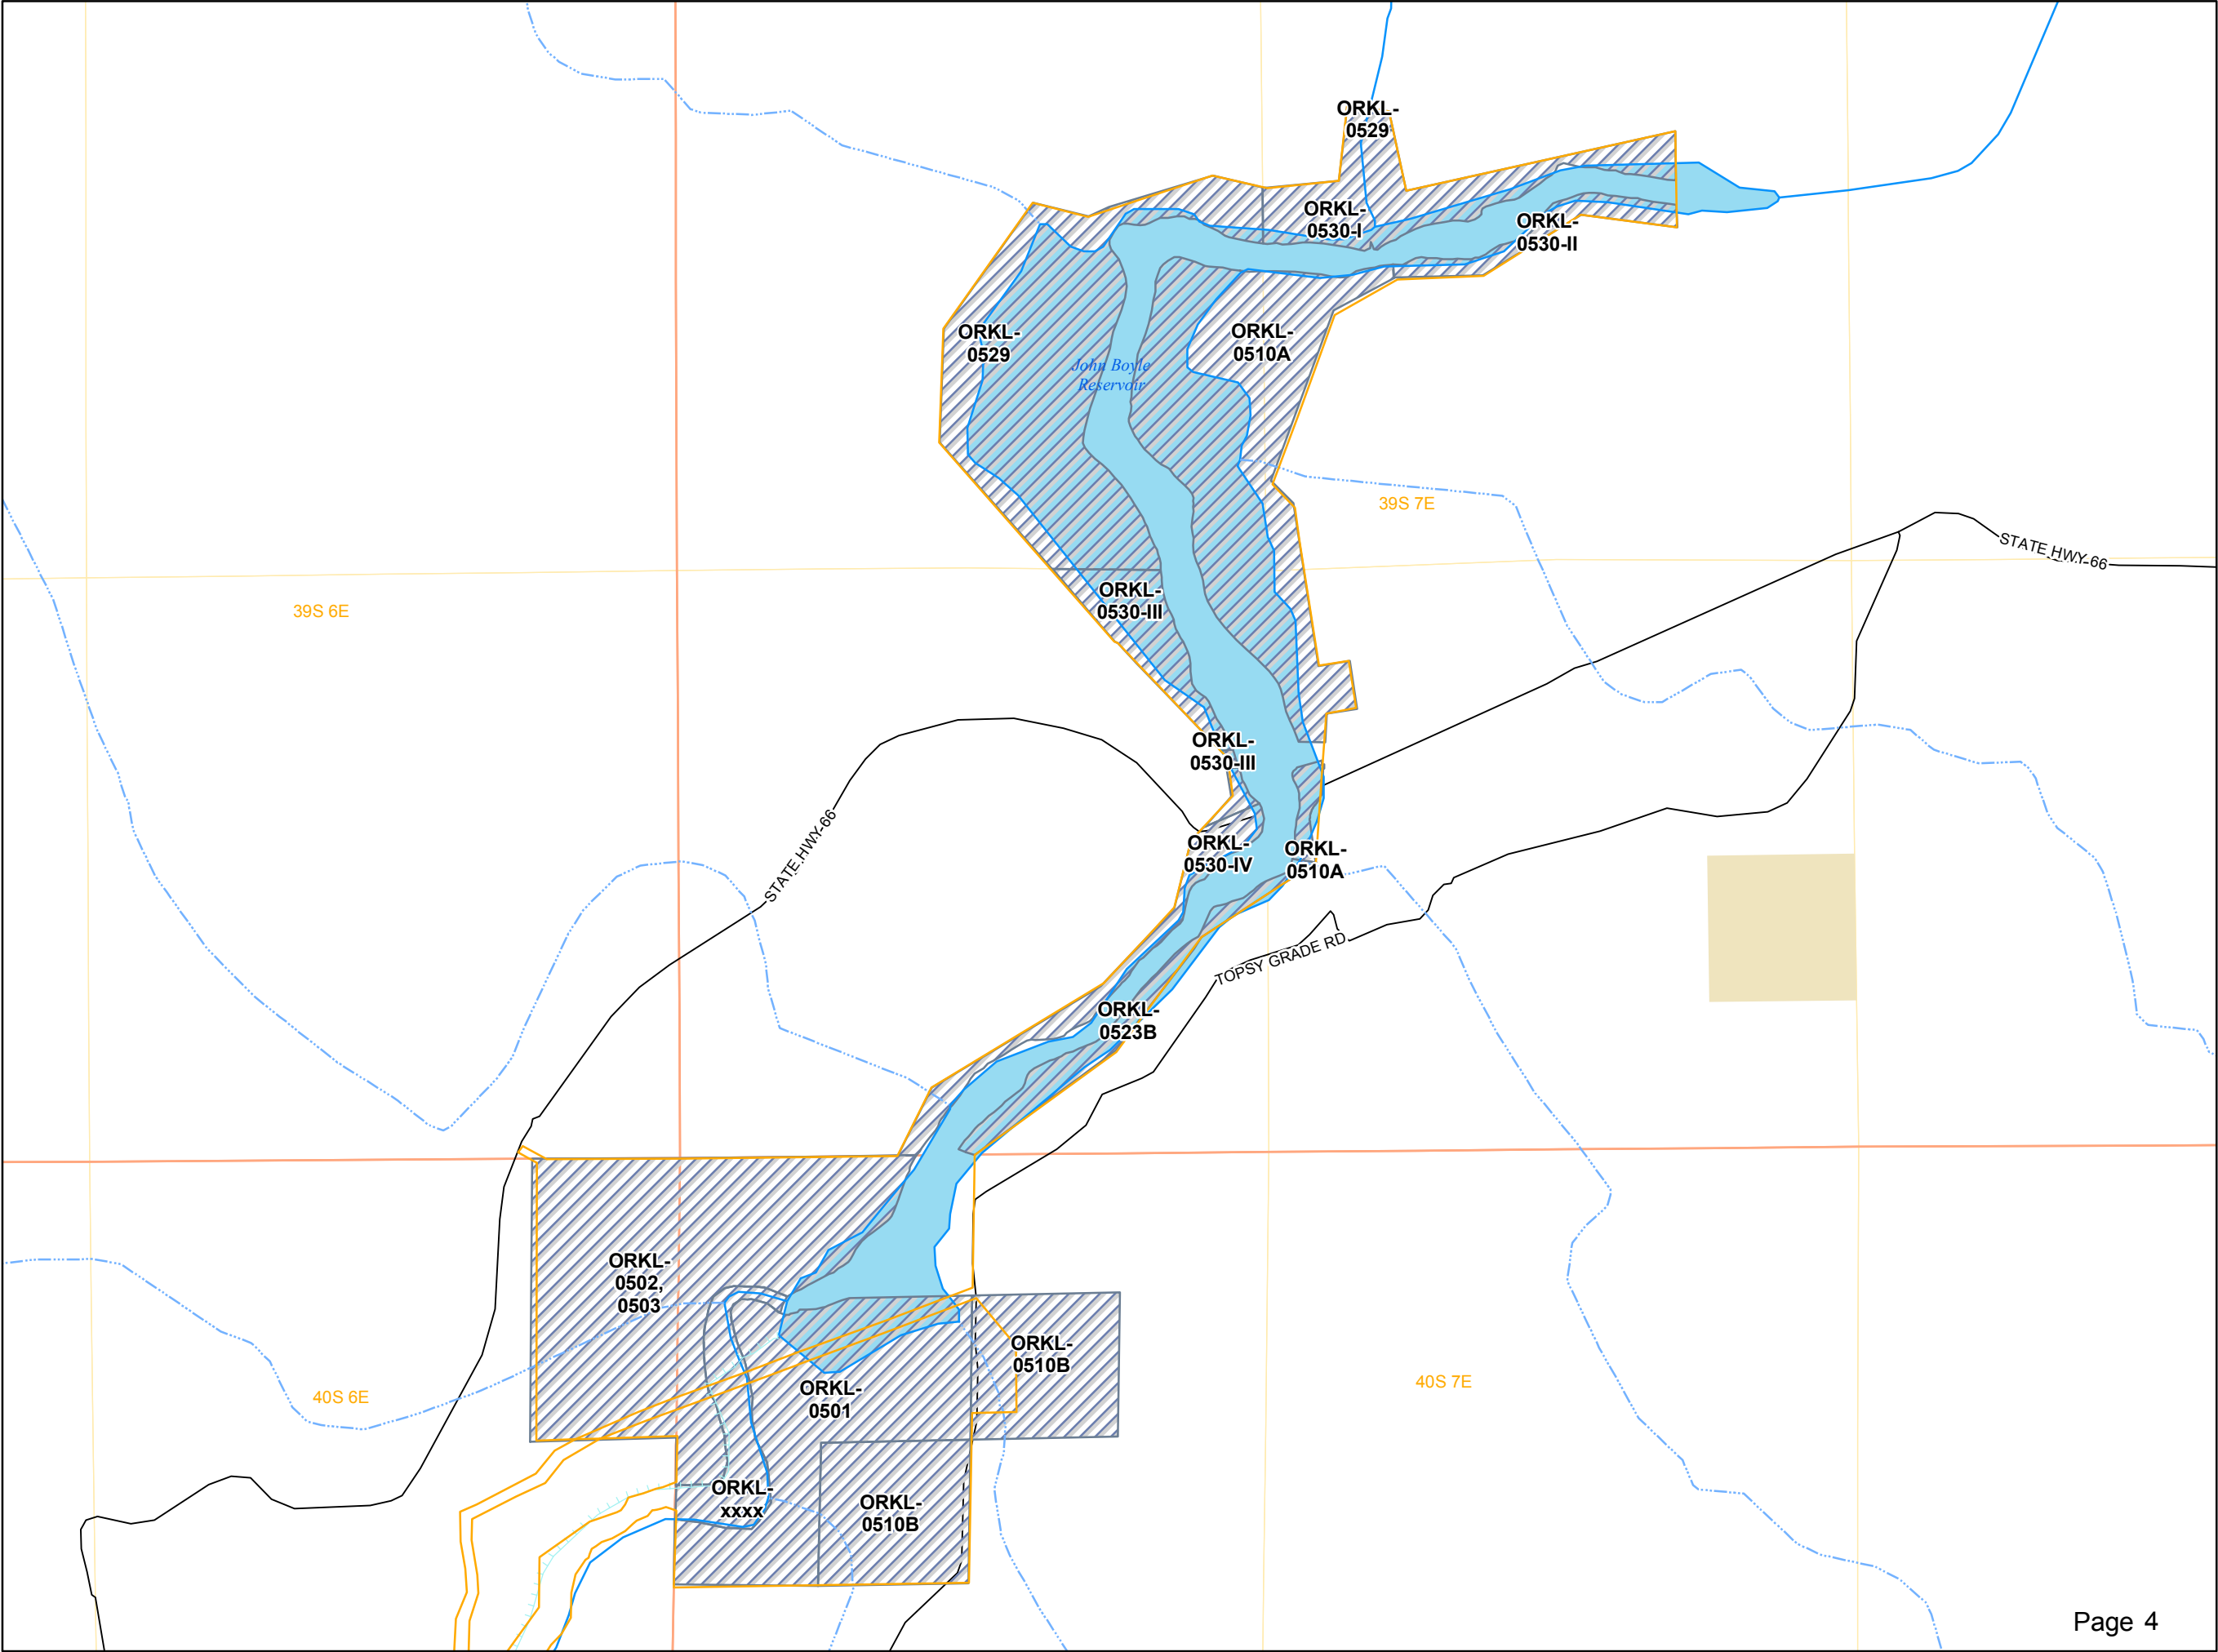 ORKL-
0529
ORKL-
0530-I
ORKL-
0530-II
ORKL-
0529
ORKL-
0510A
John Boyle
Reservoir
39S 7E
STATE HWY-66
39S 6E
ORKL-
0530-III
ORKL-
0530-III
STATE HWY-66
ORKL-
0530-IV
ORKL-
0510A
TOPSY GRADE RD
ORKL-
0523B
ORKL-
0502,
0503
ORKL-
0510B
ORKL-
0501
40S 6E
40S 7E
ORKL-
xxxx
ORKL-
0510B
Page 4